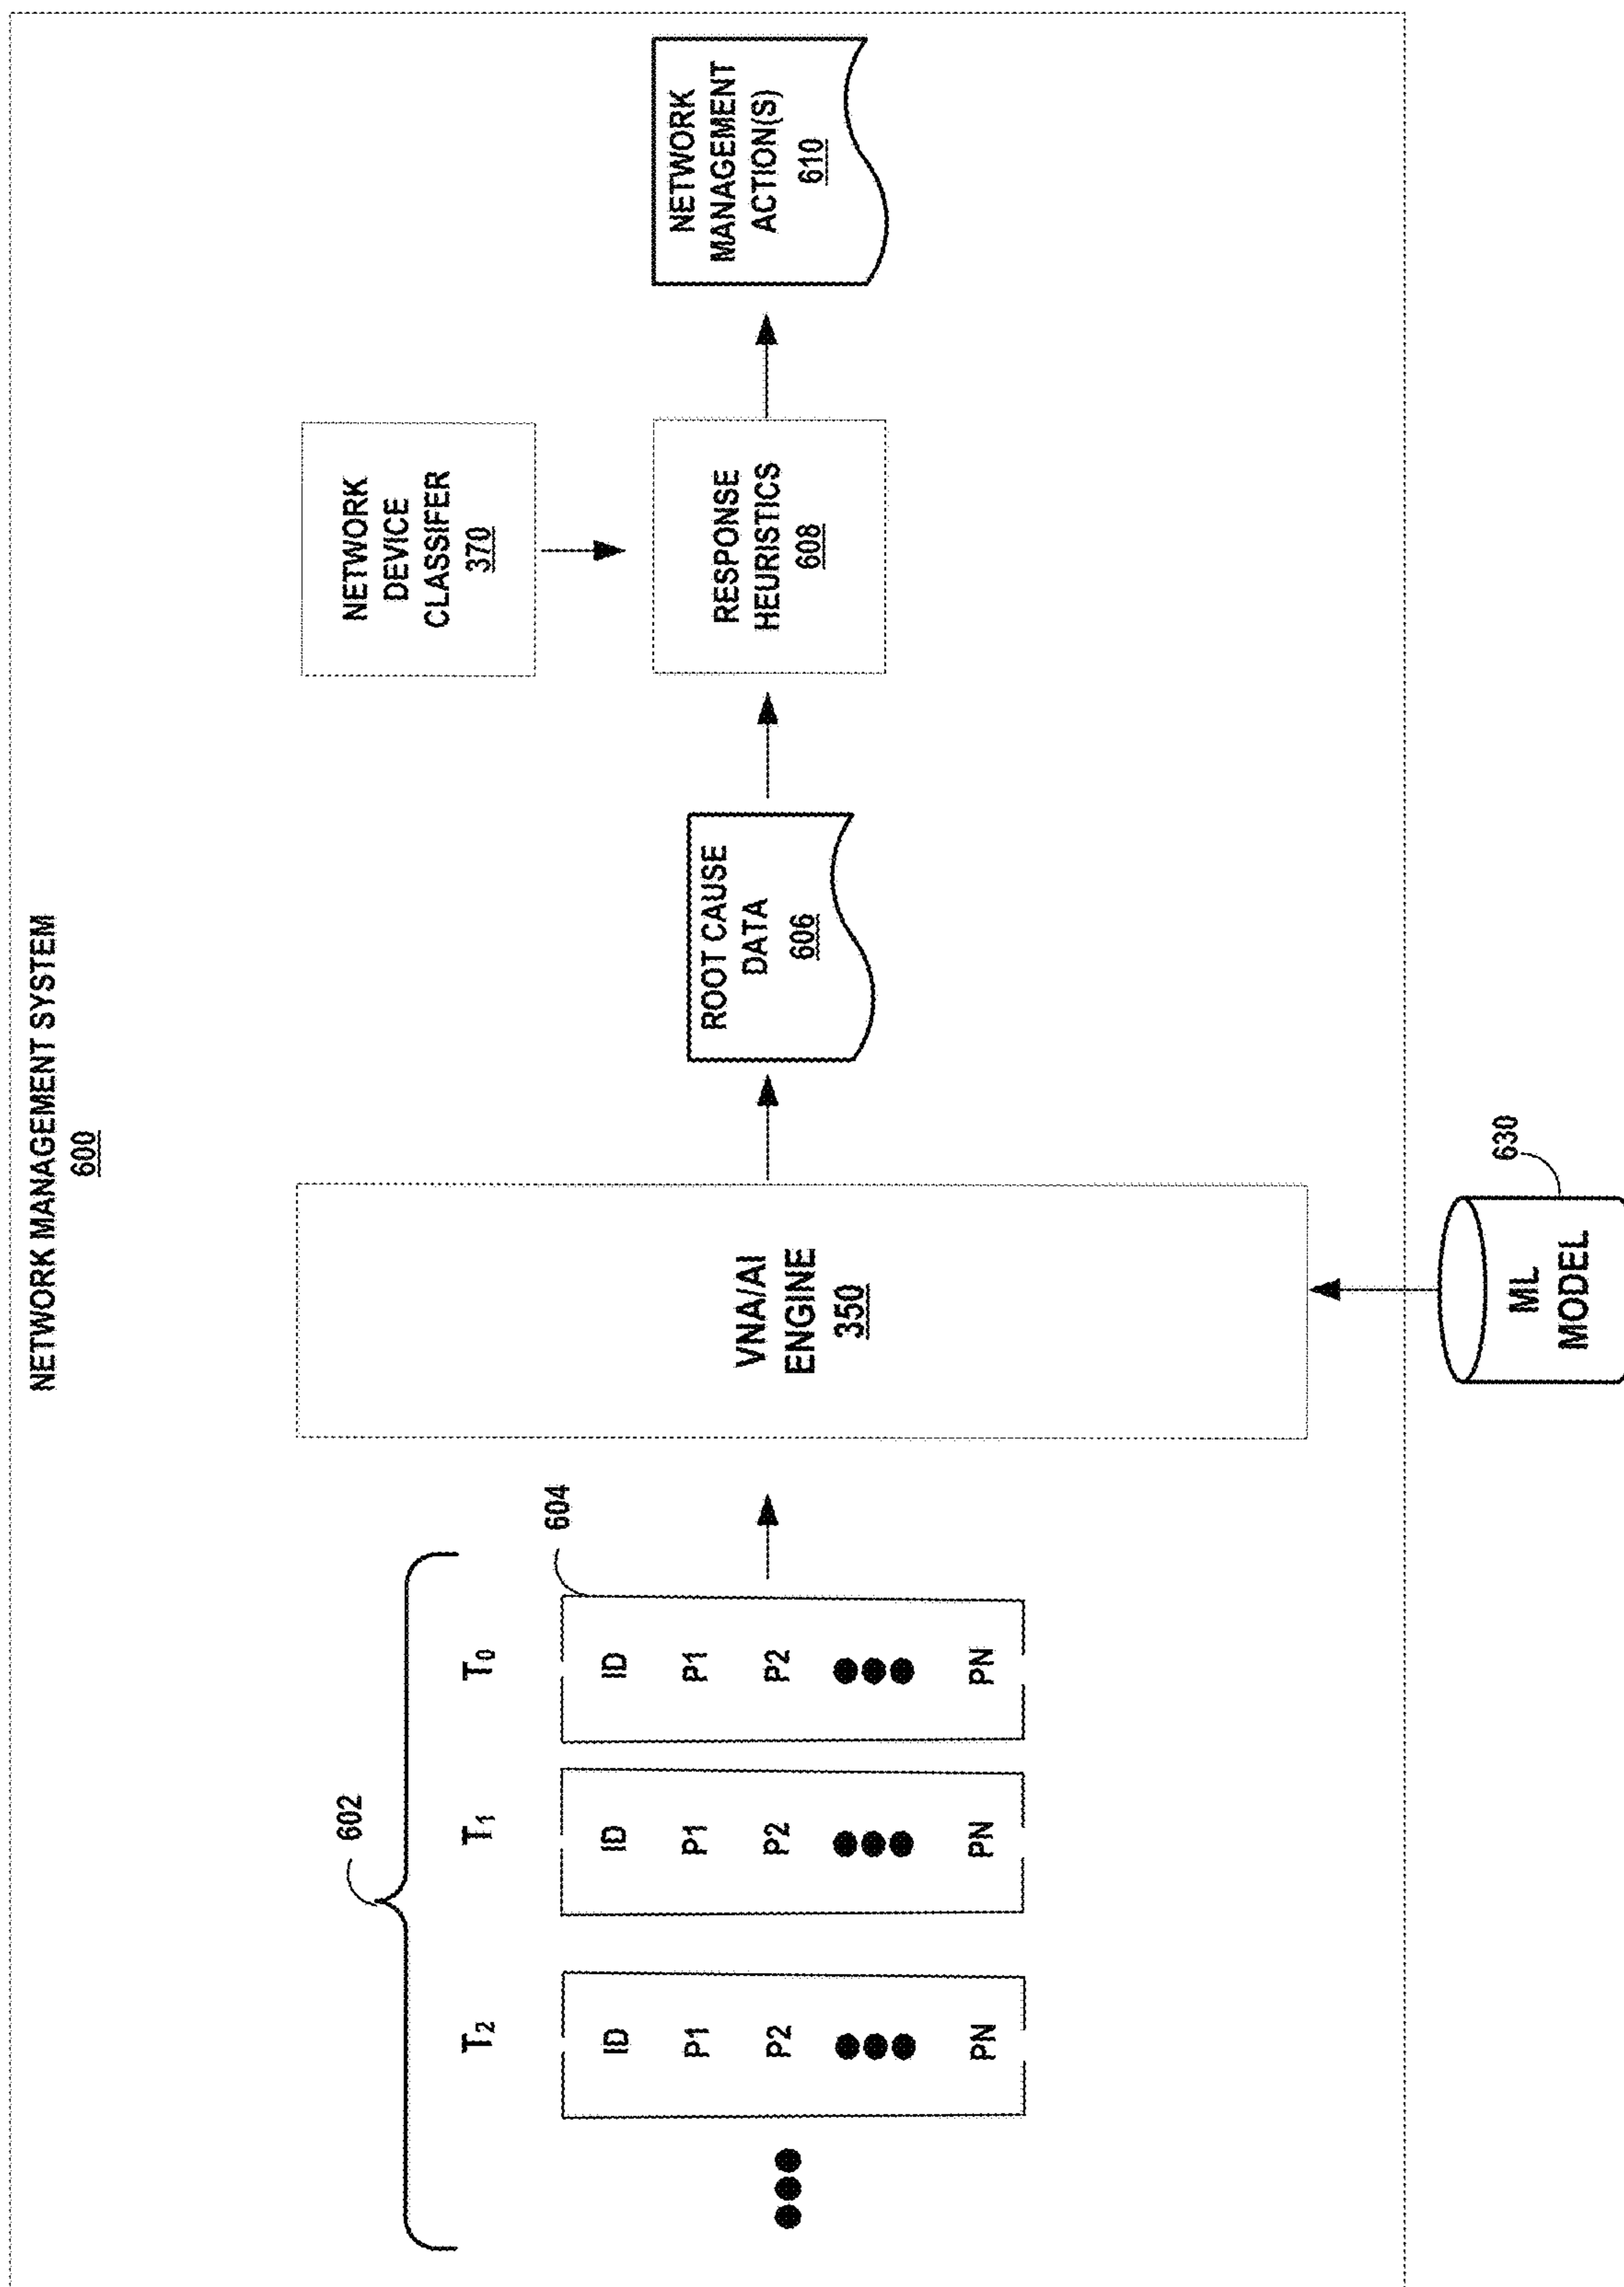 NETWORK MANAGEMENT SYSTEM
600
602
T2
T1
T0
604
ID
P1
P2
PN
ID
P1
P2
PN
ID
P1
P2
PN
VNA/AI
ENGINE
350
ML
MODEL
630
ROOT CAUSE
DATA
606
NETWORK
DEVICE
CLASSIFER
370
RESPONSE
HEURISTICS
608
NETWORK
MANAGEMENT
ACTION(S)
610